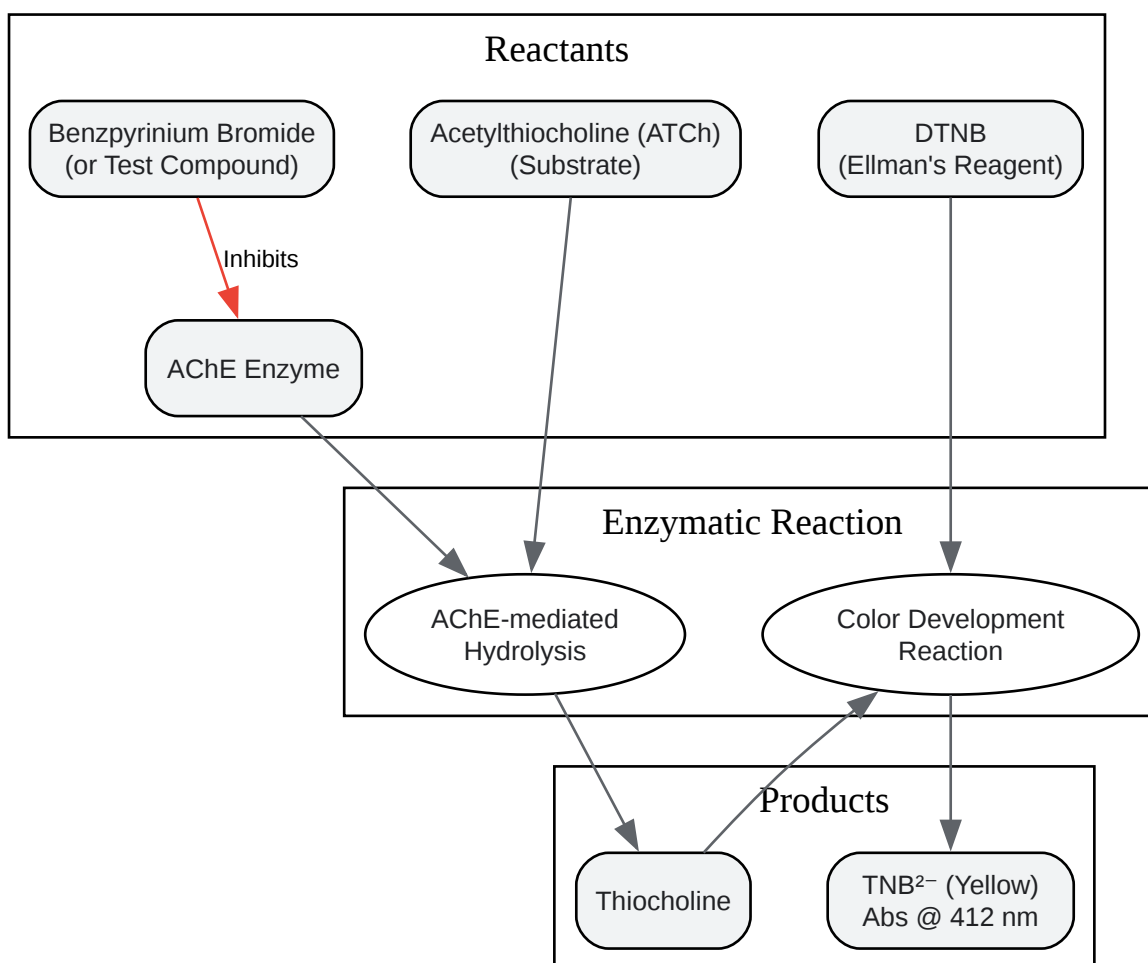 Reactants
Benzpyrinium Bromide
(or Test Compound)
Acetylthiocholine (ATCh)
(Substrate)
DTNB
(Ellman's Reagent)
Inhibits
AChE Enzyme
Enzymatic Reaction
AChE-mediated
Hydrolysis
Color Development
Reaction
Products
Thiocholine
TNB²⁻ (Yellow)
Abs @ 412 nm